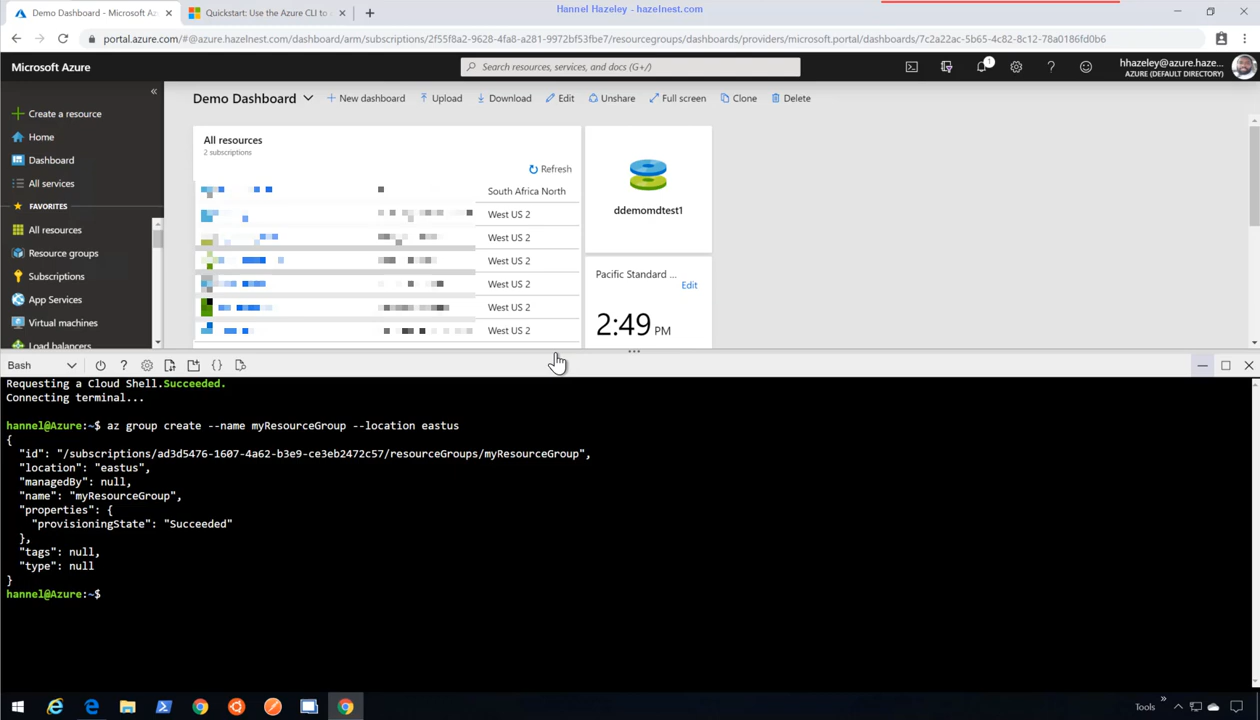 Demo Dashboard - Microsoft Az
Quickstart: Use the Azure CLI to
Hannel Hazeley - hazelnest.com
portal.azure.com/#@azure.hazelnest.com/dashboard/arm/subscriptions/2f55f8a2-9628-4fa8-a281-9972bf53fbe7/resourcegroups/dashboards/providers/microsoft.portal/dashboards/7c2a22ac-5b65-4c82-8c12-78a0186fd0b6
Microsoft Azure
Search resources, services, and docs (G+/)
1
hhazeley@azure.haze...
AZURE (DEFAULT DIRECTORY)
Create a resource
Home
Dashboard
All services
FAVORITES
All resources
Resource groups
Subscriptions
App Services
Virtual machines
Load balancers
Demo Dashboard
New dashboard
Upload
Download
Edit
Unshare
Full screen
Clone
Delete
All resources
2 subscriptions
Refresh
South Africa North
West US 2
West US 2
West US 2
West US 2
West US 2
West US 2
ddemomdtest1
Pacific Standard ...
Edit
2:49 PM
Bash
Requesting a Cloud Shell.Succeeded.
Connecting terminal...
hannel@Azure:~$ az group create --name myResourceGroup --location eastus
{
"id": "/subscriptions/ad3d5476-1607-4a62-b3e9-ce3eb2472c57/resourceGroups/myResourceGroup",
"location": "eastus",
"managedBy": null,
"name": "myResourceGroup",
"properties": {
"provisioningState": "Succeeded"
},
"tags": null,
"type": null
}
hannel@Azure:~$
Tools